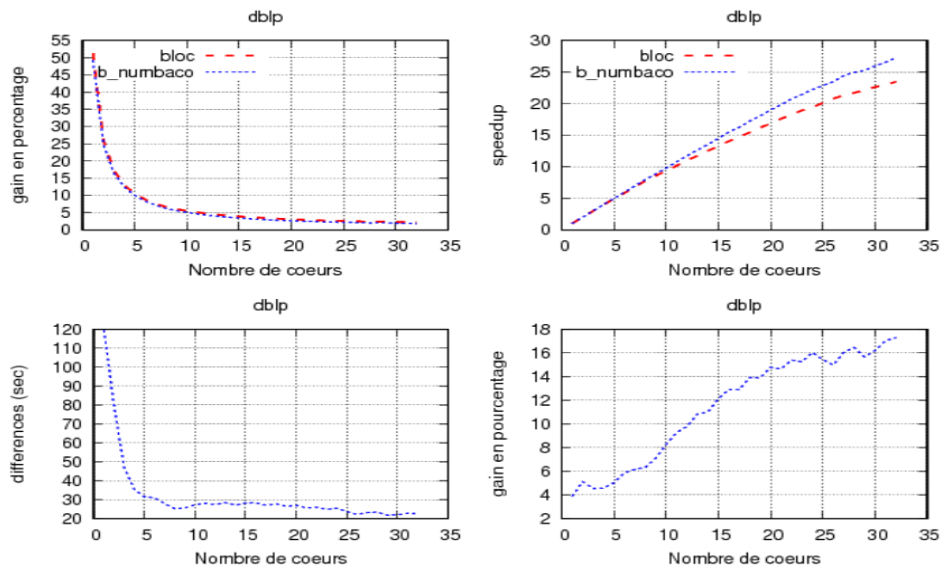 dblp
gain en percentage
55
50
45
40
35
30
25
20
15
10
5
0
bloc
b_numbaco
0 5 10 15 20 25 30 35
Nombre de coeurs
dblp
speedup
30
25
20
15
10
5
0
bloc
b_numbaco
0 5 10 15 20 25 30 35
Nombre de coeurs
dblp
differences (sec)
120
110
100
90
80
70
60
50
40
30
20
0 5 10 15 20 25 30 35
Nombre de coeurs
dblp
gain en pourcentage
18
16
14
12
10
8
6
4
2
0 5 10 15 20 25 30 35
Nombre de coeurs